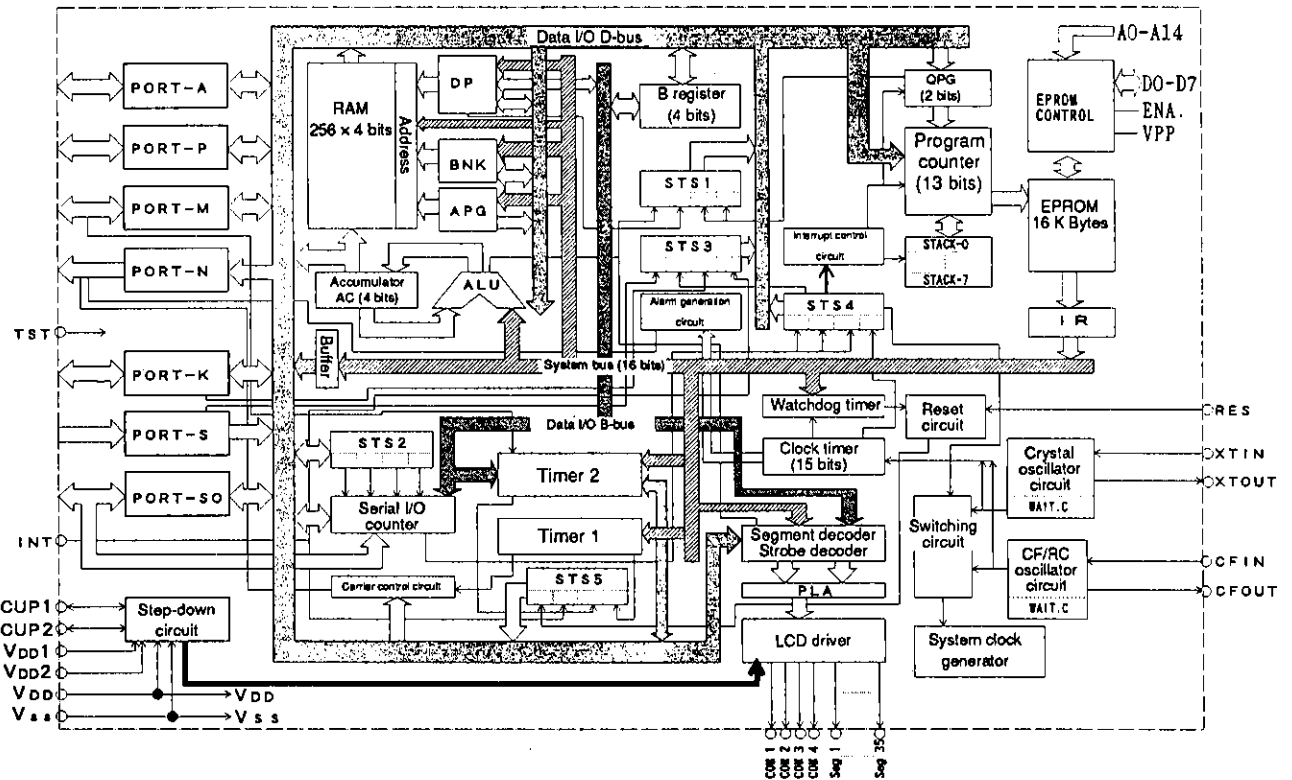 Data I/O D-bus
A0-A14
PORT-A
RAM
256 × 4 bits
Address
DP
B register
(4 bits)
QPG
(2 bits)
EPROM
CONTROL
D0-D7
ENA.
VPP
PORT-P
BNK
Program
counter
(13 bits)
PORT-M
APG
STS1
EPROM
16 K Bytes
PORT-N
STS3
Interrupt control
circuit
STACK-0
STACK-7
Accumulator
AC (4 bits)
ALU
Alarm generation
circuit
STS4
IR
TST
Buffer
System bus (16 bits)
PORT-K
Watchdog timer
Reset
circuit
RES
PORT-S
Data I/O B-bus
STS2
Timer 2
Clock timer
(15 bits)
Crystal
oscillator
circuit
WAIT.C
XTIN
XTOUT
PORT-SO
Serial I/O
counter
Switching
circuit
INT
Timer 1
Segment decoder
Strobe decoder
CF/RC
oscillator
circuit
WAIT.C
CFIN
CFOUT
Carrier control circuit
STS5
PLA
CUP1
CUP2
Step-down
circuit
LCD driver
System clock
generator
VDD1
VDD2
VDD
VDD
Vss
VSS
COM 1
COM 2
COM 3
COM 4
Seg 1
Seg 35